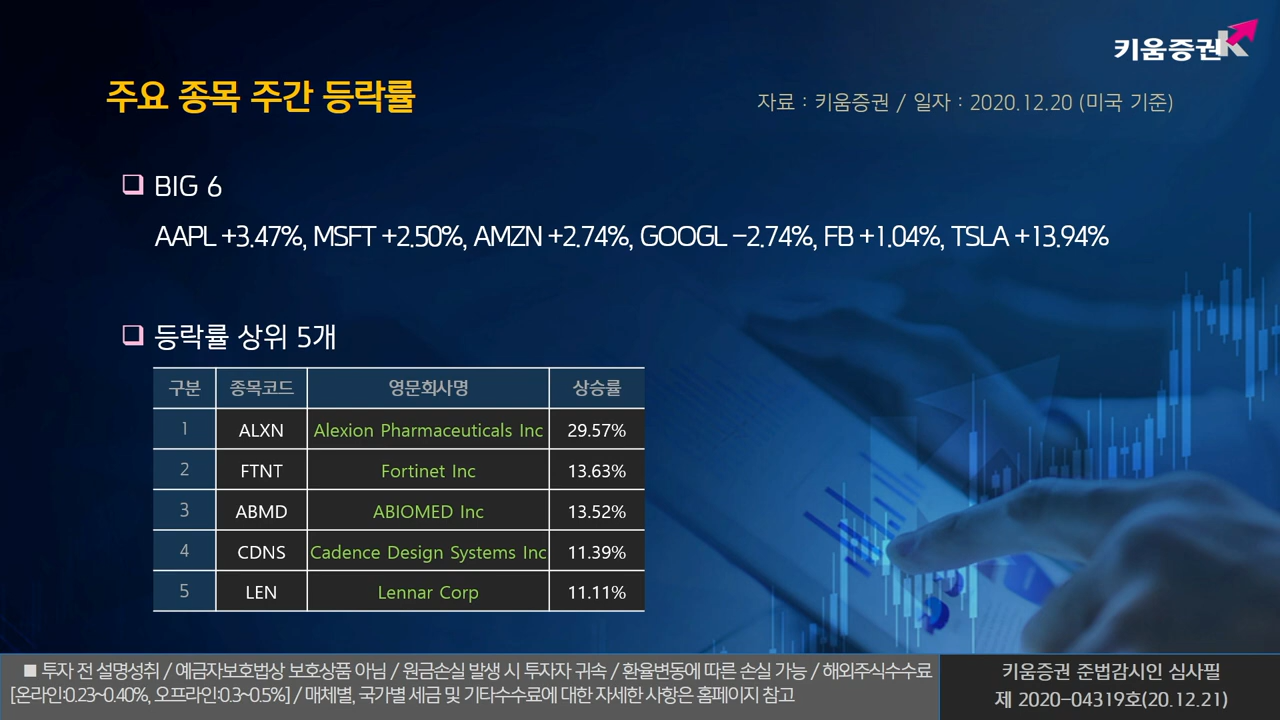 키움증권
주요 종목 주간 등락률
자료 : 키움증권 / 일자 : 2020.12.20 (미국 기준)
❑ BIG 6
AAPL +3.47%, MSFT +2.50%, AMZN +2.74%, GOOGL -2.74%, FB +1.04%, TSLA +13.94%
❑ 등락률 상위 5개
구분 종목코드 영문회사명 상승률
1 ALXN Alexion Pharmaceuticals Inc 29.57%
2 FTNT Fortinet Inc 13.63%
3 ABMD ABIOMED Inc 13.52%
4 CDNS Cadence Design Systems Inc 11.39%
5 LEN Lennar Corp 11.11%
■ 투자 전 설명성취 / 예금자보호법상 보호상품 아님 / 원금손실 발생 시 투자자 귀속 / 환율변동에 따른 손실 가능 / 해외주식수수료
[온라인:0.23~0.40%, 오프라인:0.3~0.5%] / 매체별, 국가별 세금 및 기타수수료에 대한 자세한 사항은 홈페이지 참고
키움증권 준법감시인 심사필
제 2020-04319호(20.12.21)